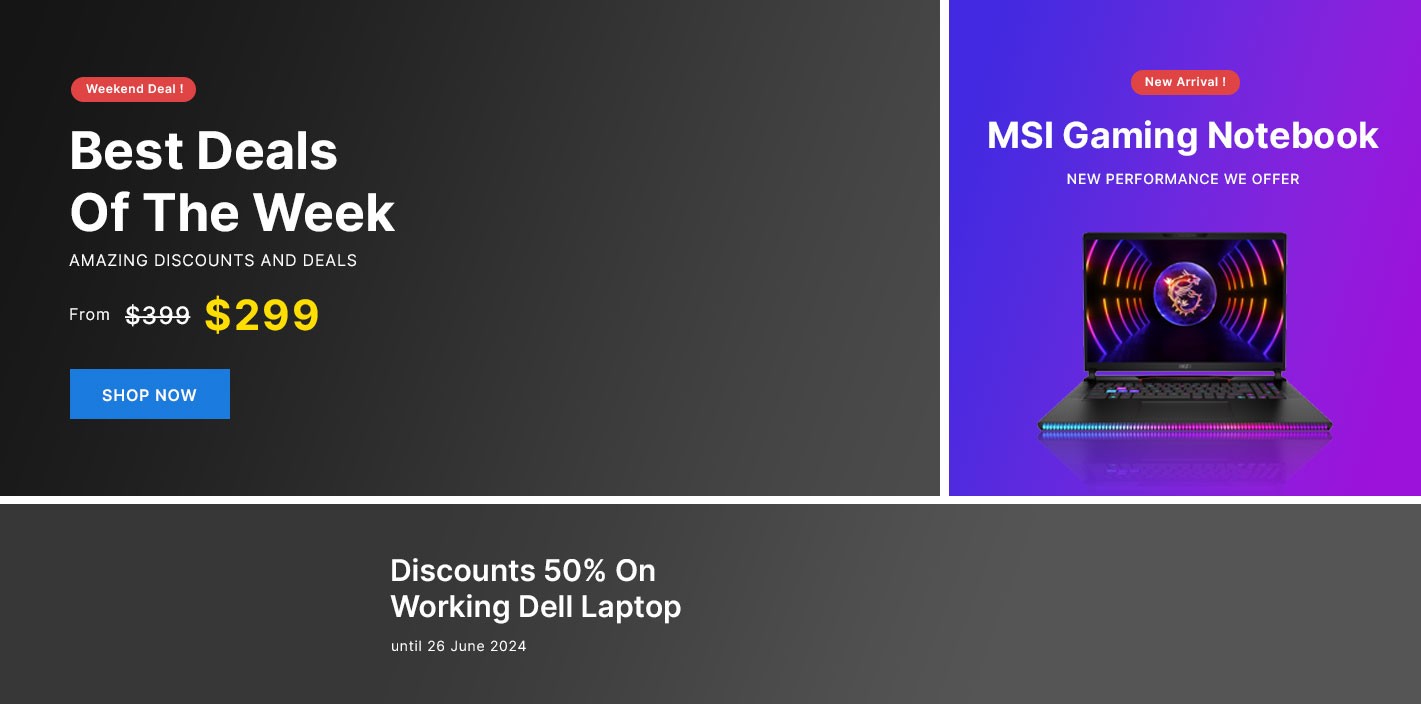 Weekend Deal !
Best Deals
Of The Week
AMAZING DISCOUNTS AND DEALS
From $399 $299
SHOP NOW
New Arrival !
MSI Gaming Notebook
NEW PERFORMANCE WE OFFER
Discounts 50% On
Working Dell Laptop
until 26 June 2024